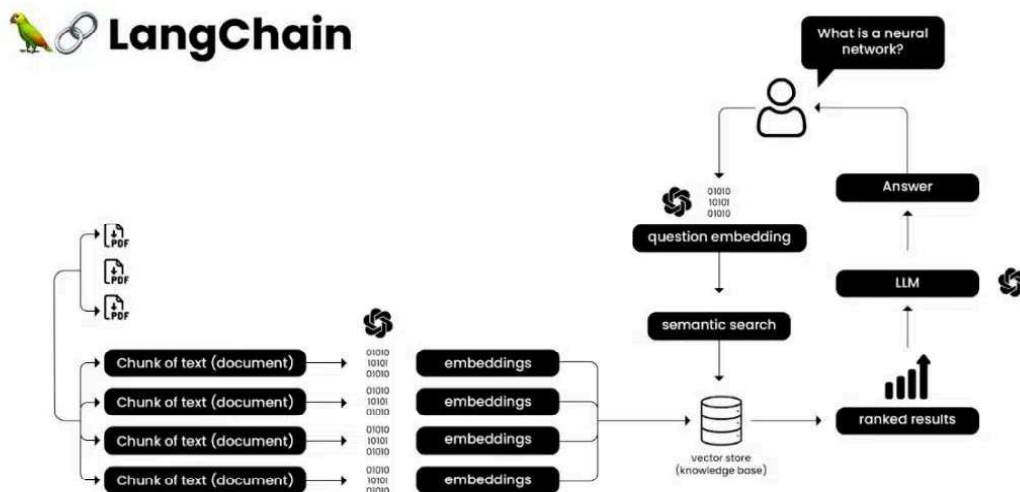 LangChain
What is a neural
network?
Answer
01010
10101
01010
question embedding
PDF
PDF
PDF
LLM
semantic search
Chunk of text (document)
01010
10101
01010
embeddings
Chunk of text (document)
01010
10101
01010
embeddings
Chunk of text (document)
01010
10101
01010
embeddings
Chunk of text (document)
01010
10101
01010
embeddings
vector store
(knowledge base)
ranked results